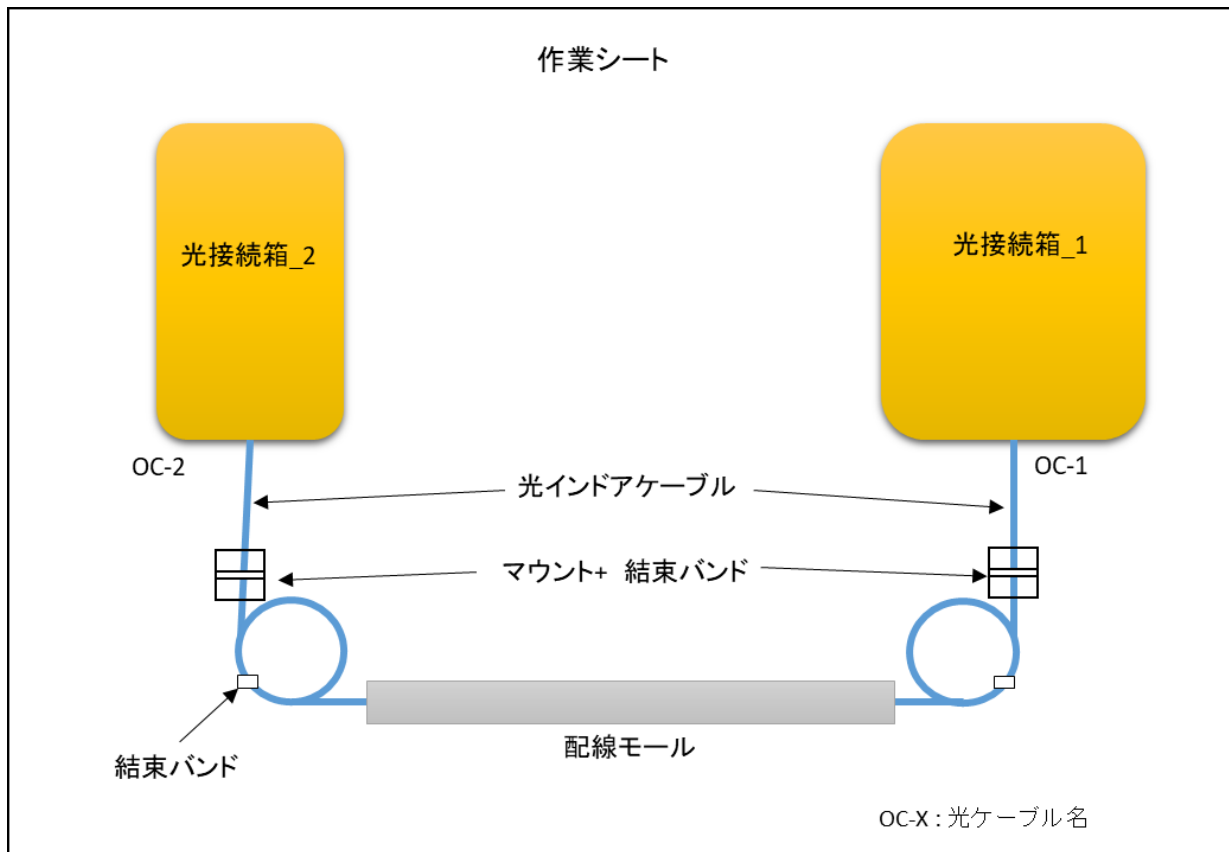 作業シート
光接続箱_2
光接続箱_1
OC-2
OC-1
光インドアケーブル
マウント+ 結束バンド
配線モール
結束バンド
OC-X : 光ケーブル名